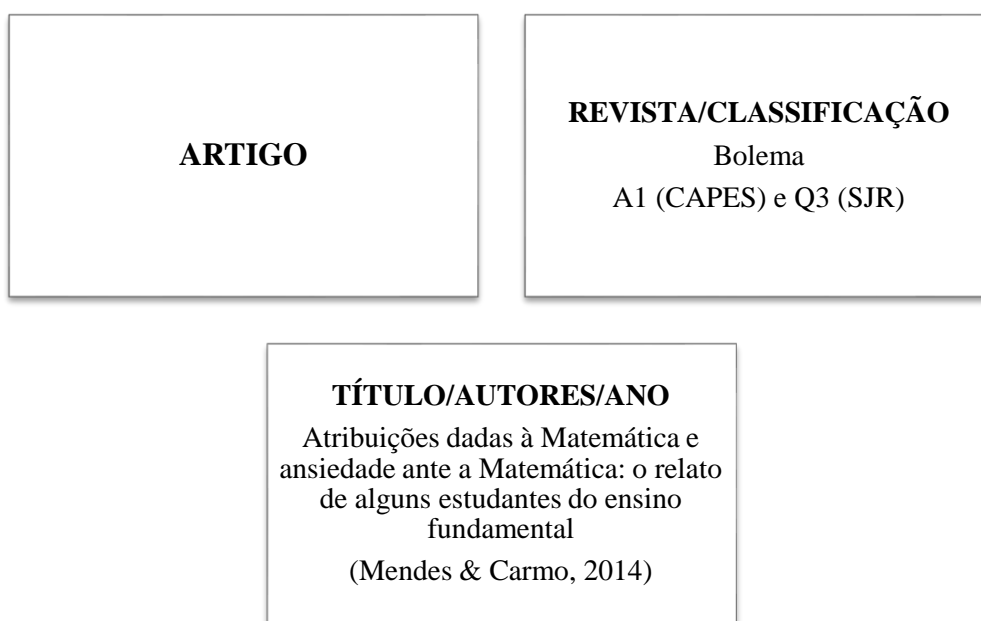 ARTIGO
REVISTA/CLASSIFICAÇÃO
Bolema
A1 (CAPES) e Q3 (SJR)
TÍTULO/AUTORES/ANO
Atribuições dadas à Matemática e
ansiedade ante a Matemática: o relato
de alguns estudantes do ensino
fundamental
(Mendes & Carmo, 2014)